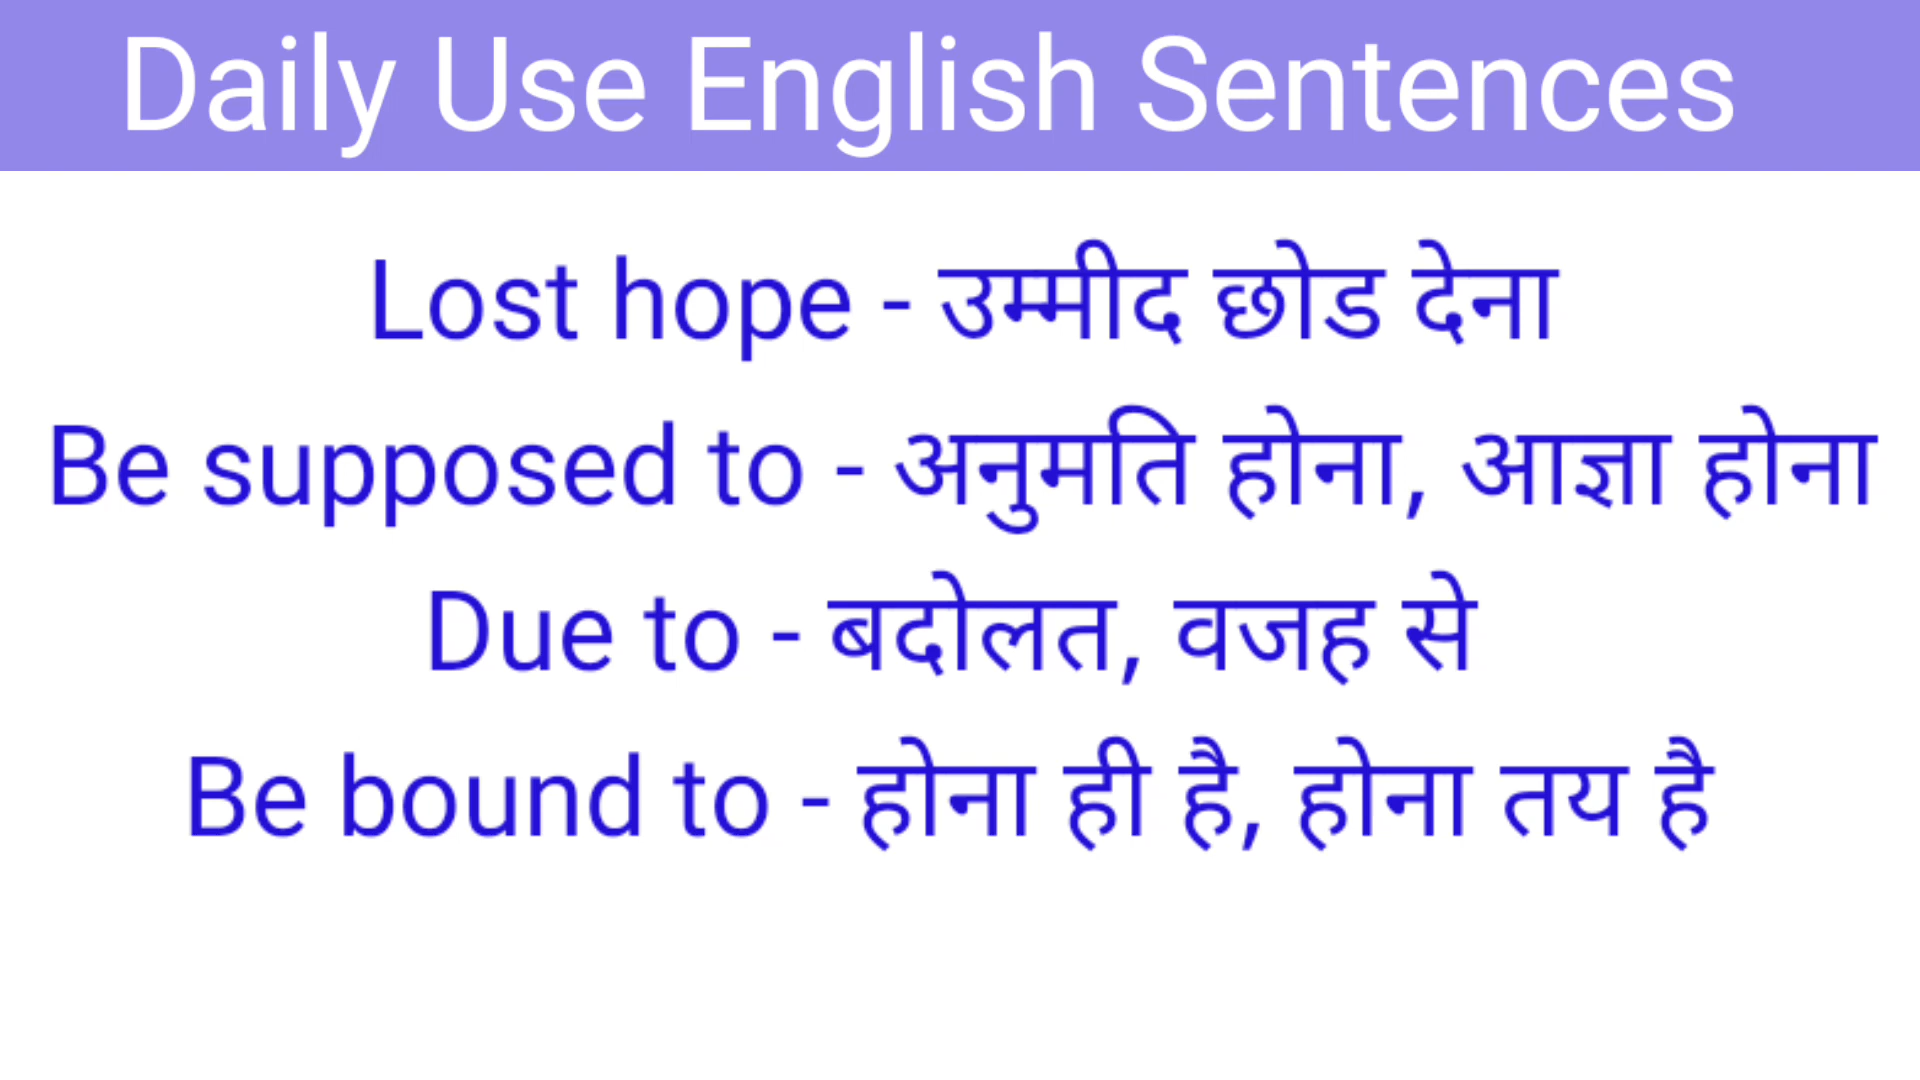 Daily Use English Sentences
Lost hope - उम्मीद छोड देना
Be supposed to - अनुमति होना, आज्ञा होना
Due to - बदोलत, वजह से
Be bound to - होना ही है, होना तय है